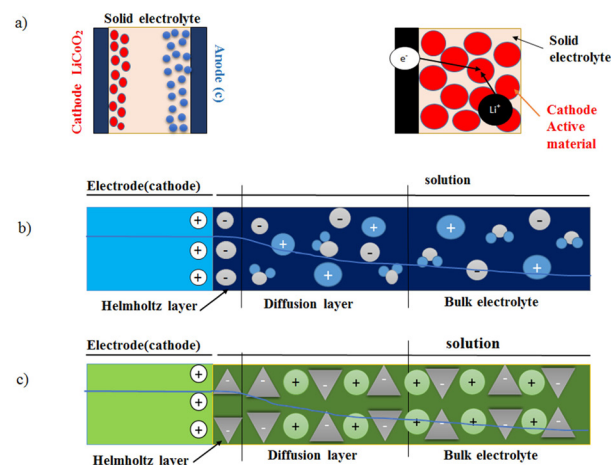 a)
Solid electrolyte
Cathode LiCoO2
Anode (c)
e-
Li+
Solid
electrolyte
Cathode
Active
material
Electrode(cathode)
solution
b)
+ - - + -
- + -
+ - + - +
Helmholtz layer
Diffusion layer
Bulk electrolyte
Electrode(cathode)
solution
c)
+ - - + - + - + - + -
+
+ - - + - + - + - + -
Helmholtz layer
Diffusion layer
Bulk electrolyte